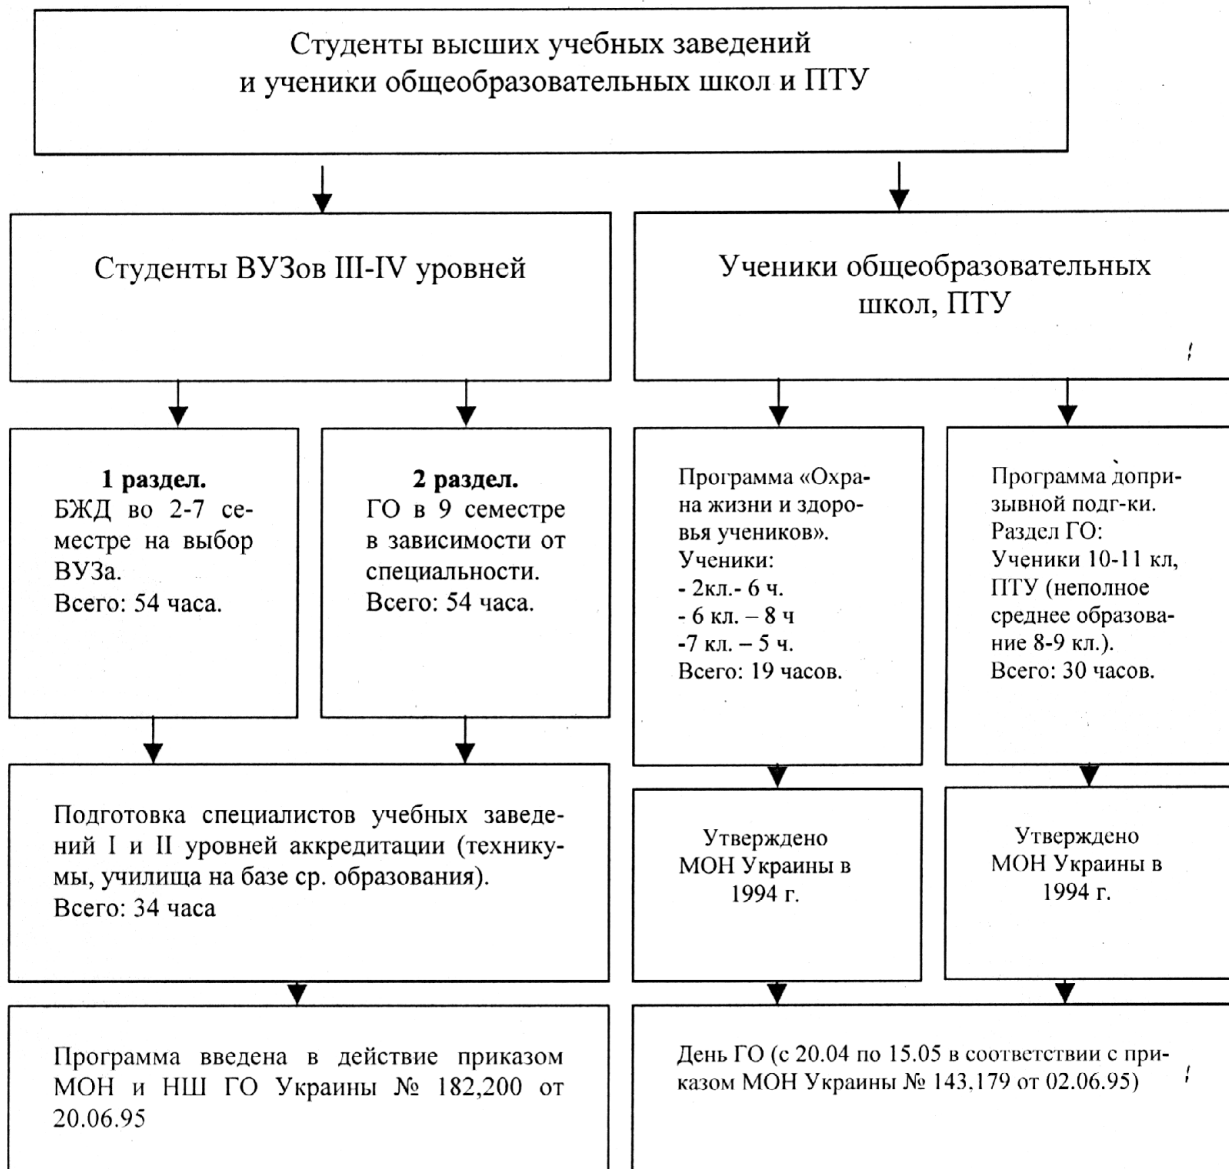 Студенты высших учебных заведений
и ученики общеобразовательных школ и ПТУ
Студенты ВУЗов III-IV уровней
Ученики общеобразовательных
школ, ПТУ
1 раздел.
БЖД во 2-7 се-
местре на выбор
ВУЗа.
Всего: 54 часа.
2 раздел.
ГО в 9 семестре
в зависимости от
специальности.
Всего: 54 часа.
Программа «Охра-
на жизни и здоро-
вья учеников».
Ученики:
- 2кл.- 6 ч.
- 6 кл. – 8 ч
-7 кл. – 5 ч.
Всего: 19 часов.
Программа допри-
зывной подг-ки.
Раздел ГО:
Ученики 10-11 кл,
ПТУ (неполное
среднее образова-
ние 8-9 кл.).
Всего: 30 часов.
Подготовка специалистов учебных заведе-
ний I и II уровней аккредитации (технику-
мы, училища на базе ср. образования).
Всего: 34 часа
Утверждено
МОН Украины в
1994 г.
Утверждено
МОН Украины в
1994 г.
Программа введена в действие приказом
МОН и НШ ГО Украины № 182,200 от
20.06.95
День ГО (с 20.04 по 15.05 в соответствии с при-
казом МОН Украины № 143.179 от 02.06.95)